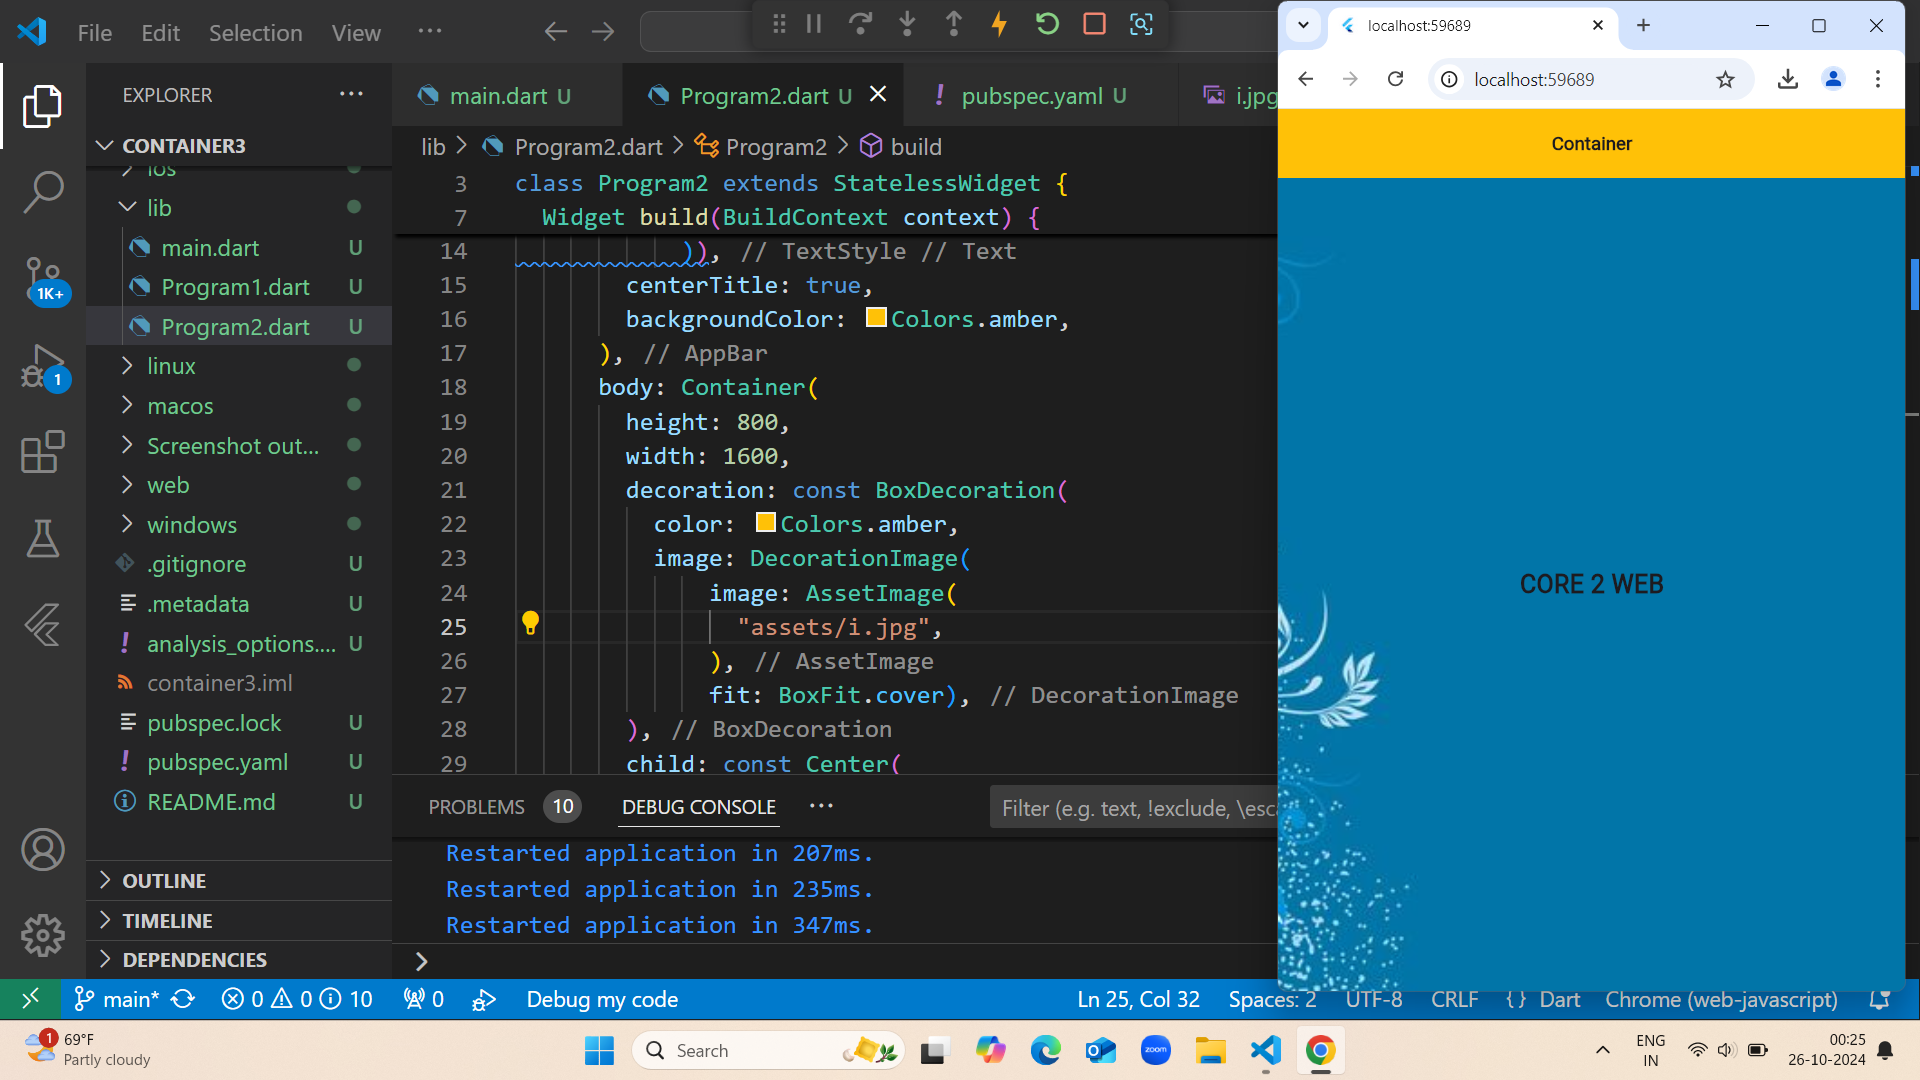 File Edit Selection View ...
EXPLORER ...
CONTAINER3
ios
lib
main.dart U
Program1.dart U
Program2.dart U
linux
macos
Screenshot out...
web
windows
.gitignore U
.metadata U
analysis_options.... U
container3.iml
pubspec.lock U
pubspec.yaml U
README.md U
OUTLINE
TIMELINE
DEPENDENCIES
1K+
1
main.dart U Program2.dart U pubspec.yaml U i.jpg
lib > Program2.dart > Program2 > build
3 class Program2 extends StatelessWidget {
7 Widget build(BuildContext context) {
14 )), // TextStyle // Text
15 centerTitle: true,
16 backgroundColor: Colors.amber,
17 ), // AppBar
18 body: Container(
19 height: 800,
20 width: 1600,
21 decoration: const BoxDecoration(
22 color: Colors.amber,
23 image: DecorationImage(
24 image: AssetImage(
25 "assets/i.jpg",
26 ), // AssetImage
27 fit: BoxFit.cover), // DecorationImage
28 ), // BoxDecoration
29 child: const Center(
PROBLEMS 10 DEBUG CONSOLE ... Filter (e.g. text, !exclude, \esc
Restarted application in 207ms.
Restarted application in 235ms.
Restarted application in 347ms.
>
localhost:59689
localhost:59689
Container
CORE 2 WEB
main* 0 0 10 0 Debug my code Ln 25, Col 32 Spaces: 2 UTF-8 CRLF {} Dart Chrome (web-javascript)
1
69°F
Partly cloudy
Search
zoom
ENG
IN
00:25
26-10-2024